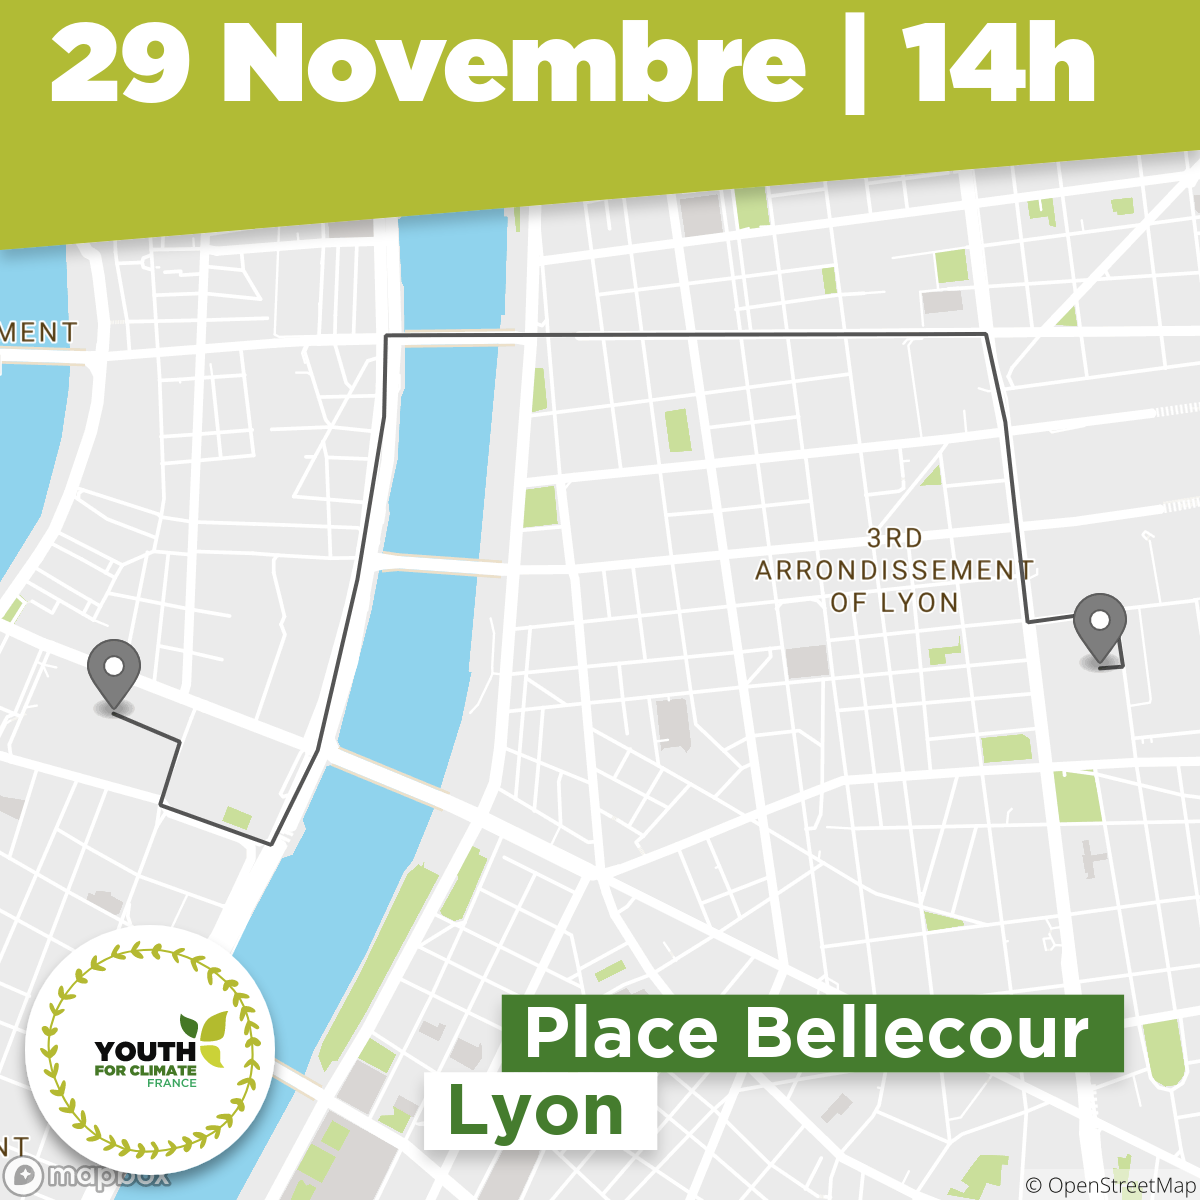 29 Novembre | 14h
MENT
3RD
ARRONDISSEMENT
OF LYON
Place Bellecour
Lyon
YOUTH
FOR CLIMATE
FRANCE
NT
mapbox
© OpenStreetMap